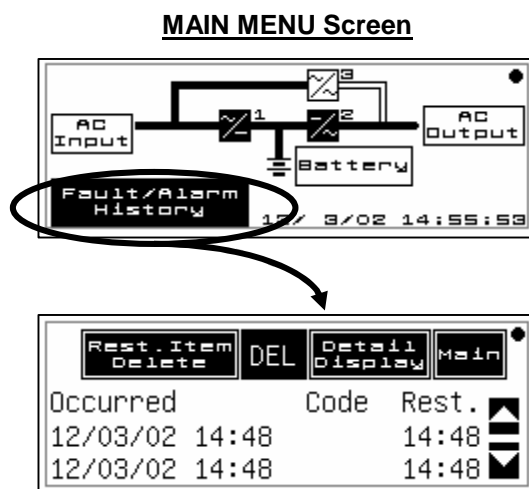 MAIN MENU Screen
3
AC
Input
1
2
AC
Output
Battery
Fault/Alarm
History
/ 3/02 14:55:53
Rest.Item
Delete
DEL
Detail
Display
Main
Occurred Code Rest.
12/03/02 14:48 14:48
12/03/02 14:48 14:48